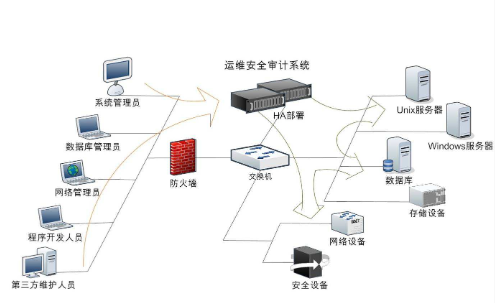 运维安全审计系统
系统管理员
HA部署
Unix服务器
数据库管理员
Windows服务器
防火墙
交换机
数据库
网络管理员
存储设备
程序开发人员
网络设备
第三方维护人员
安全设备